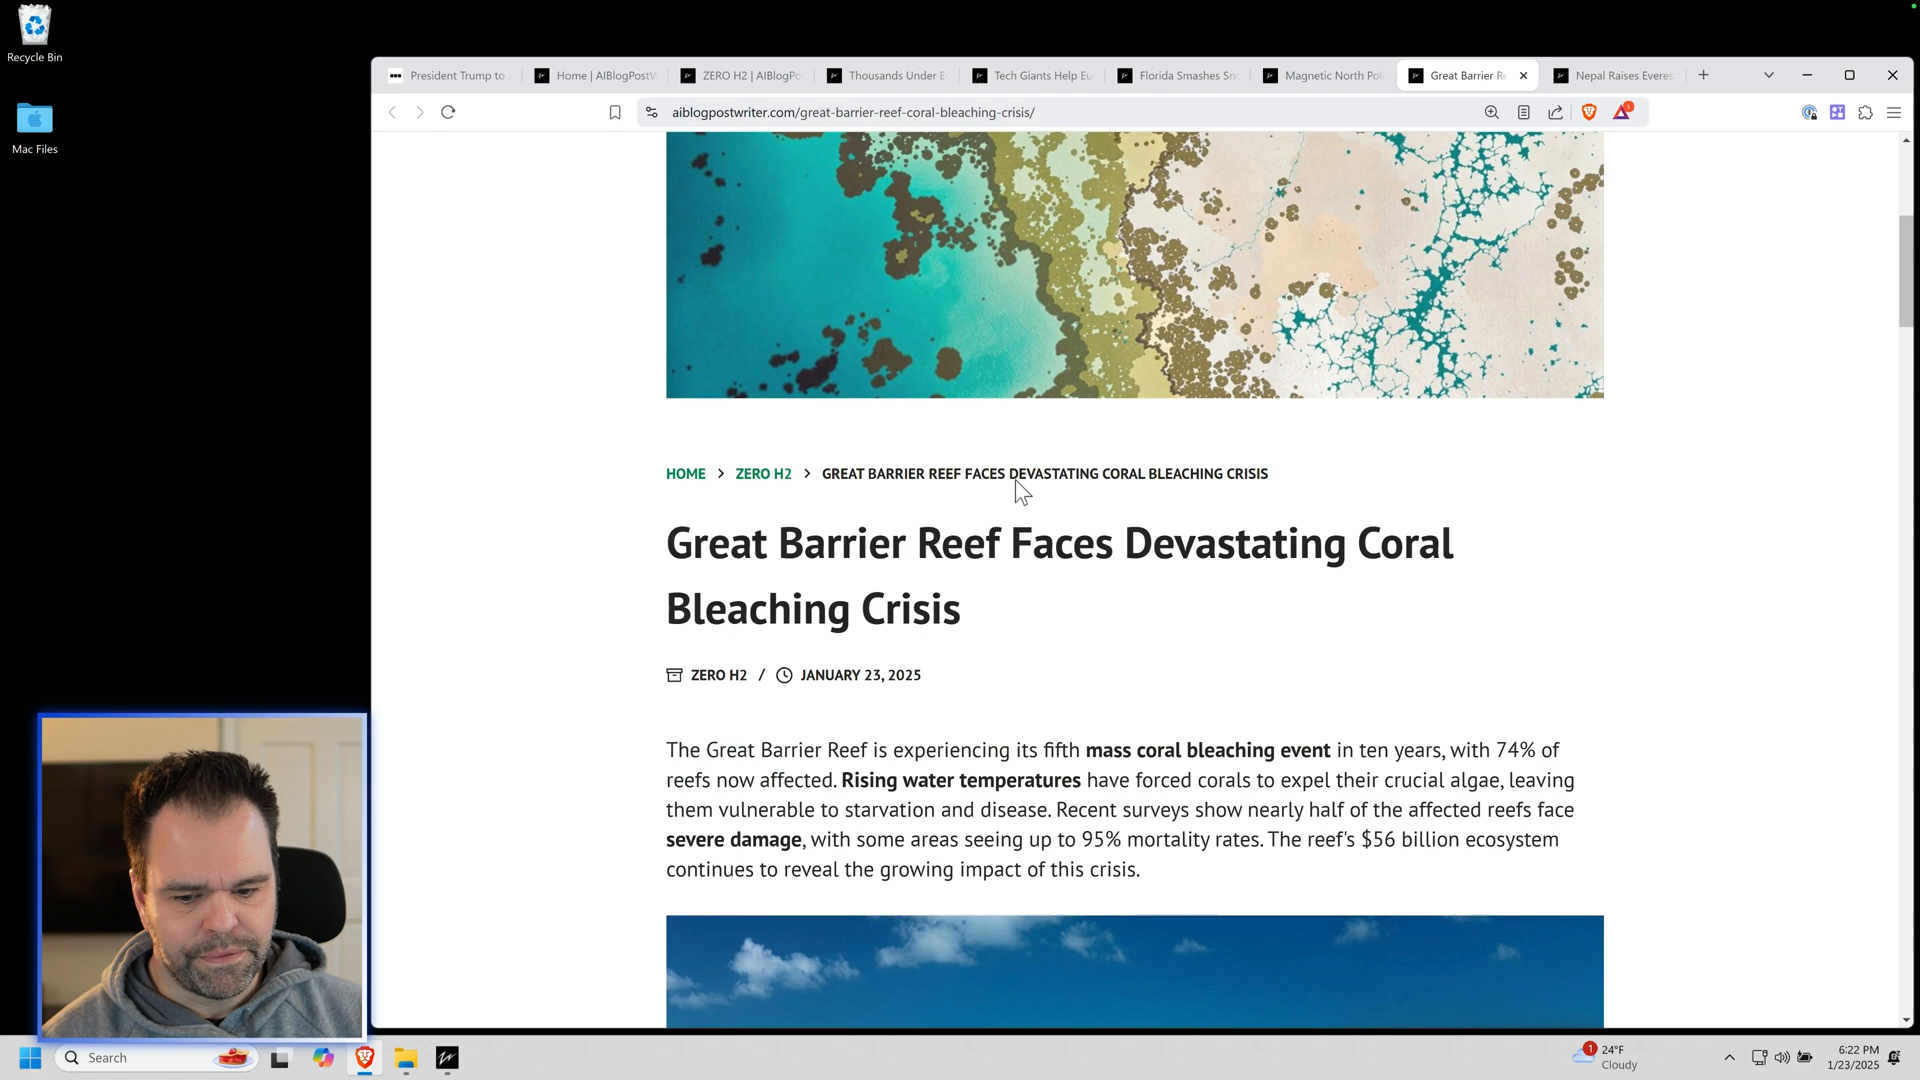 Recycle Bin
Mac Files
President Trump to
Home | AIBlogPostW
ZERO H2 | AIBlogPo
Thousands Under E
Tech Giants Help Eu
Florida Smashes Sn
Magnetic North Pol
Great Barrier Re
Nepal Raises Everes
aiblogpostwriter.com/great-barrier-reef-coral-bleaching-crisis/
1
HOME > ZERO H2 > GREAT BARRIER REEF FACES DEVASTATING CORAL BLEACHING CRISIS
Great Barrier Reef Faces Devastating Coral
Bleaching Crisis
ZERO H2 / JANUARY 23, 2025
The Great Barrier Reef is experiencing its fifth mass coral bleaching event in ten years, with 74% of
reefs now affected. Rising water temperatures have forced corals to expel their crucial algae, leaving
them vulnerable to starvation and disease. Recent surveys show nearly half of the affected reefs face
severe damage, with some areas seeing up to 95% mortality rates. The reef's $56 billion ecosystem
continues to reveal the growing impact of this crisis.
Search
1
24°F
Cloudy
6:22 PM
1/23/2025